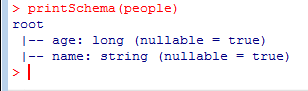 > printSchema(people)
root
 |-- age: long (nullable = true)
 |-- name: string (nullable = true)
>